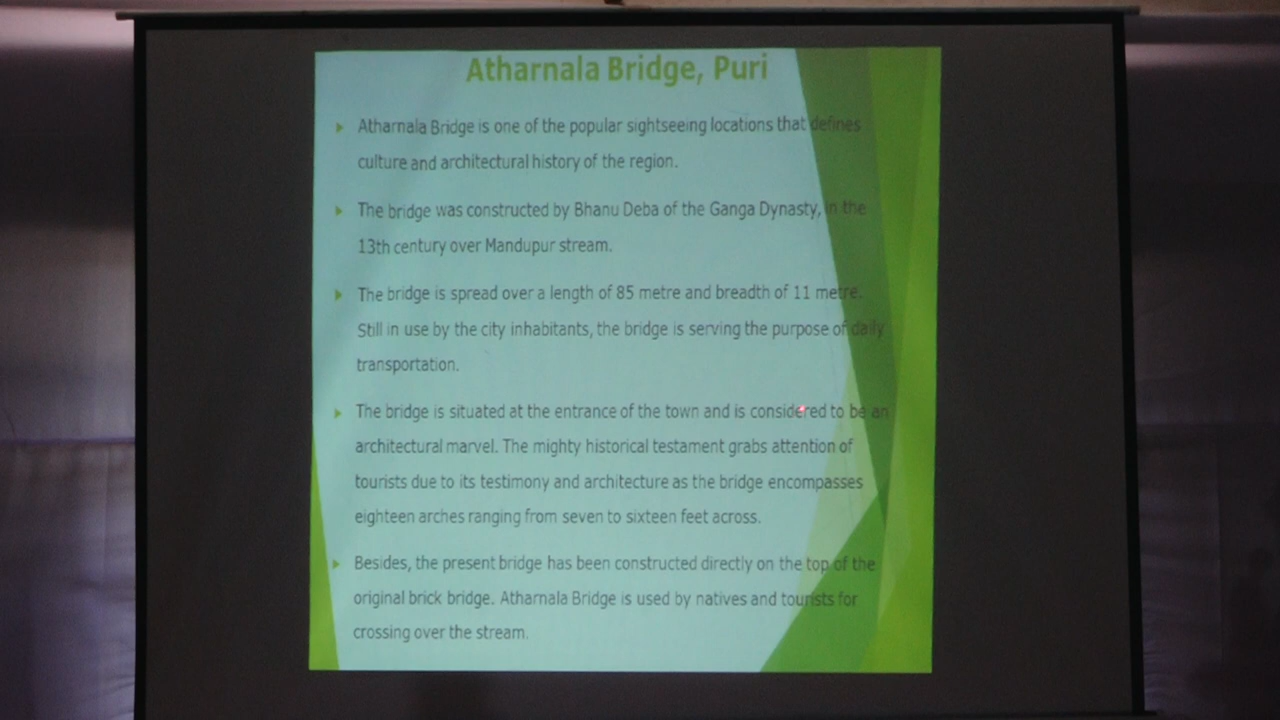 Atharnala Bridge, Puri
Atharnala Bridge is one of the popular sightseeing locations that defines
culture and architectural history of the region.
The bridge was constructed by Bhanu Deba of the Ganga Dynasty, in the
13th century over Mandupur stream.
The bridge is spread over a length of 85 metre and breadth of 11 metre.
Still in use by the city inhabitants, the bridge is serving the purpose of daily
transportation.
The bridge is situated at the entrance of the town and is considered to be an
architectural marvel. The mighty historical testament grabs attention of
tourists due to its testimony and architecture as the bridge encompasses
eighteen arches ranging from seven to sixteen feet across.
Besides, the present bridge has been constructed directly on the top of the
original brick bridge. Atharnala Bridge is used by natives and tourists for
crossing over the stream.